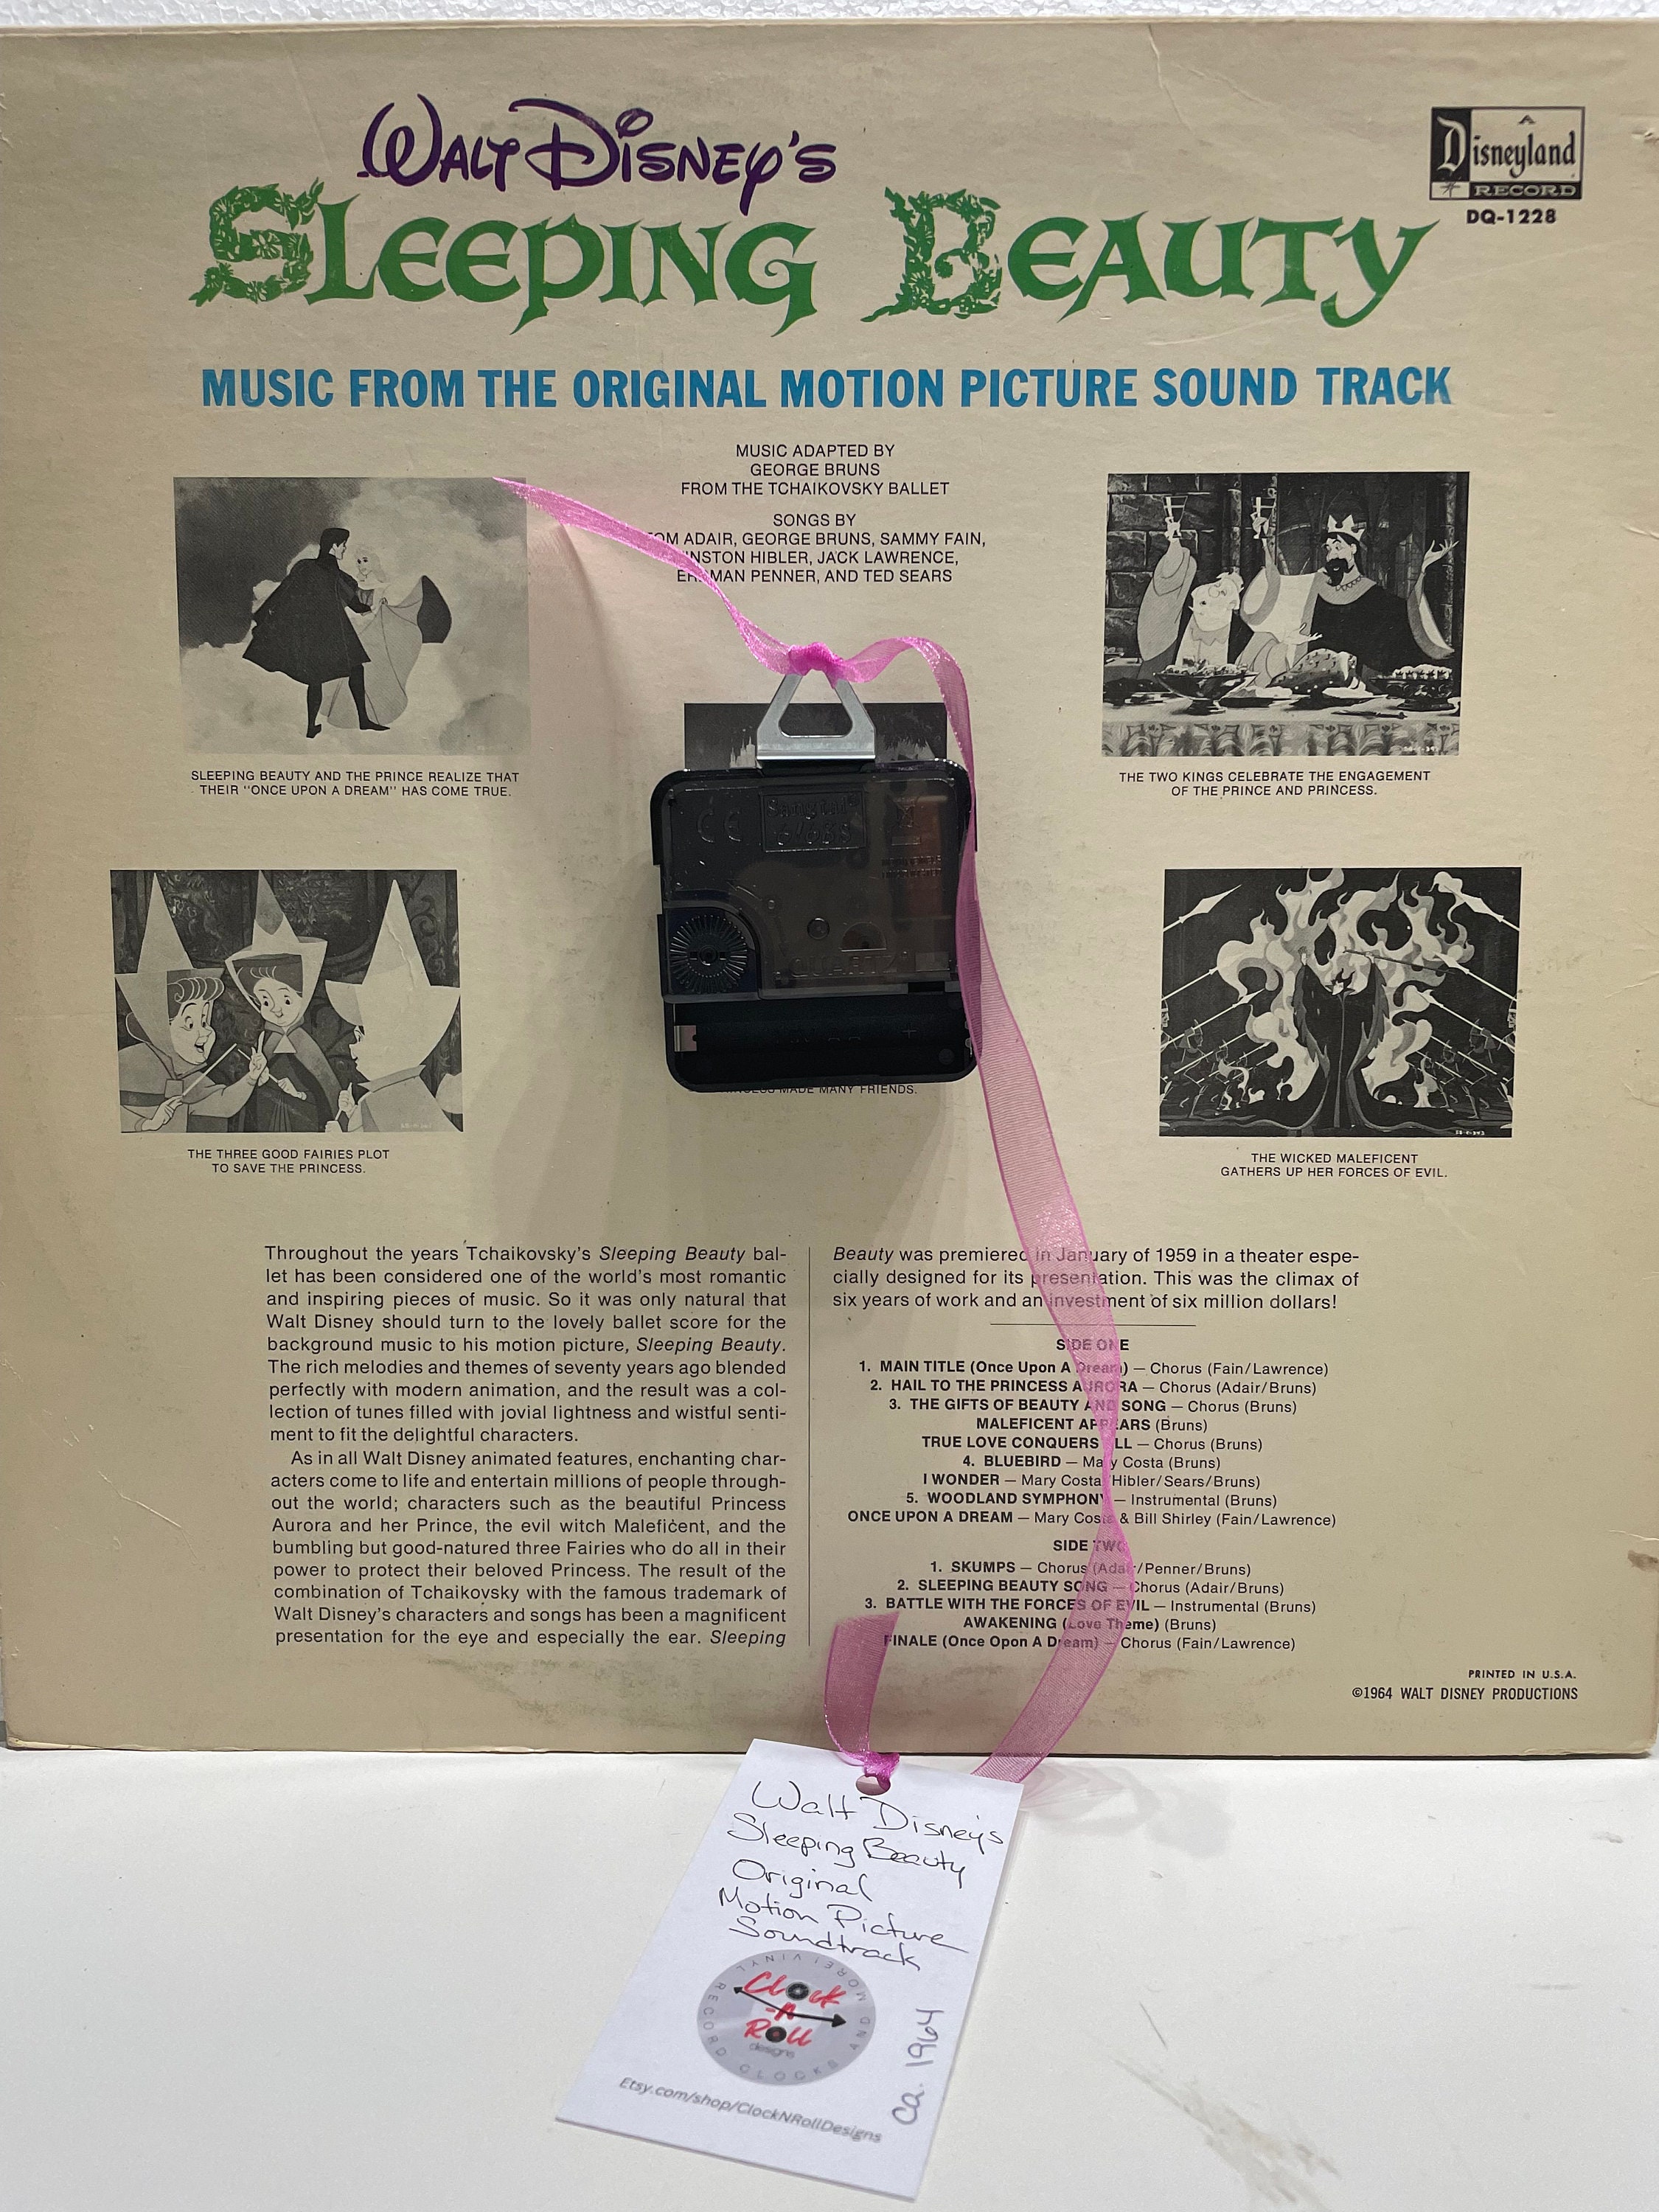 WALT DISNEY'S
SLEEPING BEAUTY
A
Disneyland
RECORD
DQ-1228
MUSIC FROM THE ORIGINAL MOTION PICTURE SOUND TRACK
MUSIC ADAPTED BY
GEORGE BRUNS
FROM THE TCHAIKOVSKY BALLET
SONGS BY
OM ADAIR, GEORGE BRUNS, SAMMY FAIN,
INSTON HIBLER, JACK LAWRENCE,
MAN PENNER, AND TED SEARS
SLEEPING BEAUTY AND THE PRINCE REALIZE THAT
THEIR "ONCE UPON A DREAM" HAS COME TRUE.
THE TWO KINGS CELEBRATE THE ENGAGEMENT
OF THE PRINCE AND PRINCESS.
CE
QUARTZ
MADE MANY FRIENDS.
THE THREE GOOD FAIRIES PLOT
TO SAVE THE PRINCESS.
THE WICKED MALEFICENT
GATHERS UP HER FORCES OF EVIL.
Throughout the years Tchaikovsky's Sleeping Beauty bal-
let has been considered one of the world's most romantic
and inspiring pieces of music. So it was only natural that
Walt Disney should turn to the lovely ballet score for the
background music to his motion picture, Sleeping Beauty.
The rich melodies and themes of seventy years ago blended
perfectly with modern animation, and the result was a col-
lection of tunes filled with jovial lightness and wistful senti-
ment to fit the delightful characters.
As in all Walt Disney animated features, enchanting char-
acters come to life and entertain millions of people through-
out the world; characters such as the beautiful Princess
Aurora and her Prince, the evil witch Maleficent, and the
bumbling but good-natured three Fairies who do all in their
power to protect their beloved Princess. The result of the
combination of Tchaikovsky with the famous trademark of
Walt Disney's characters and songs has been a magnificent
presentation for the eye and especially the ear. Sleeping
Beauty was premiered in January of 1959 in a theater espe-
cially designed for its presentation. This was the climax of
six years of work and an investment of six million dollars!
SIDE ONE
1. MAIN TITLE (Once Upon A Dream) — Chorus (Fain/Lawrence)
2. HAIL TO THE PRINCESS AURORA — Chorus (Adair/Bruns)
3. THE GIFTS OF BEAUTY AND SONG — Chorus (Bruns)
MALEFICENT APPEARS (Bruns)
TRUE LOVE CONQUERS ALL — Chorus (Bruns)
4. BLUEBIRD — Mary Costa (Bruns)
I WONDER — Mary Costa (Hibler/Sears/Bruns)
5. WOODLAND SYMPHONY — Instrumental (Bruns)
ONCE UPON A DREAM — Mary Costa & Bill Shirley (Fain/Lawrence)
SIDE TWO
1. SKUMPS — Chorus (Adair/Penner/Bruns)
2. SLEEPING BEAUTY SONG — Chorus (Adair/Bruns)
3. BATTLE WITH THE FORCES OF EVIL — Instrumental (Bruns)
AWAKENING (Love Theme) (Bruns)
FINALE (Once Opon A Dream) — Chorus (Fain/Lawrence)
PRINTED IN U.S.A.
©1964 WALT DISNEY PRODUCTIONS
Walt Disney's
Sleeping Beauty
Original
Motion Picture
Soundtrack
Clock
-N-
Roll
designs
VINYL RECORD CLOCKS AND MORE!
ca. 1964
Etsy.com/shop/ClockNRollDesigns